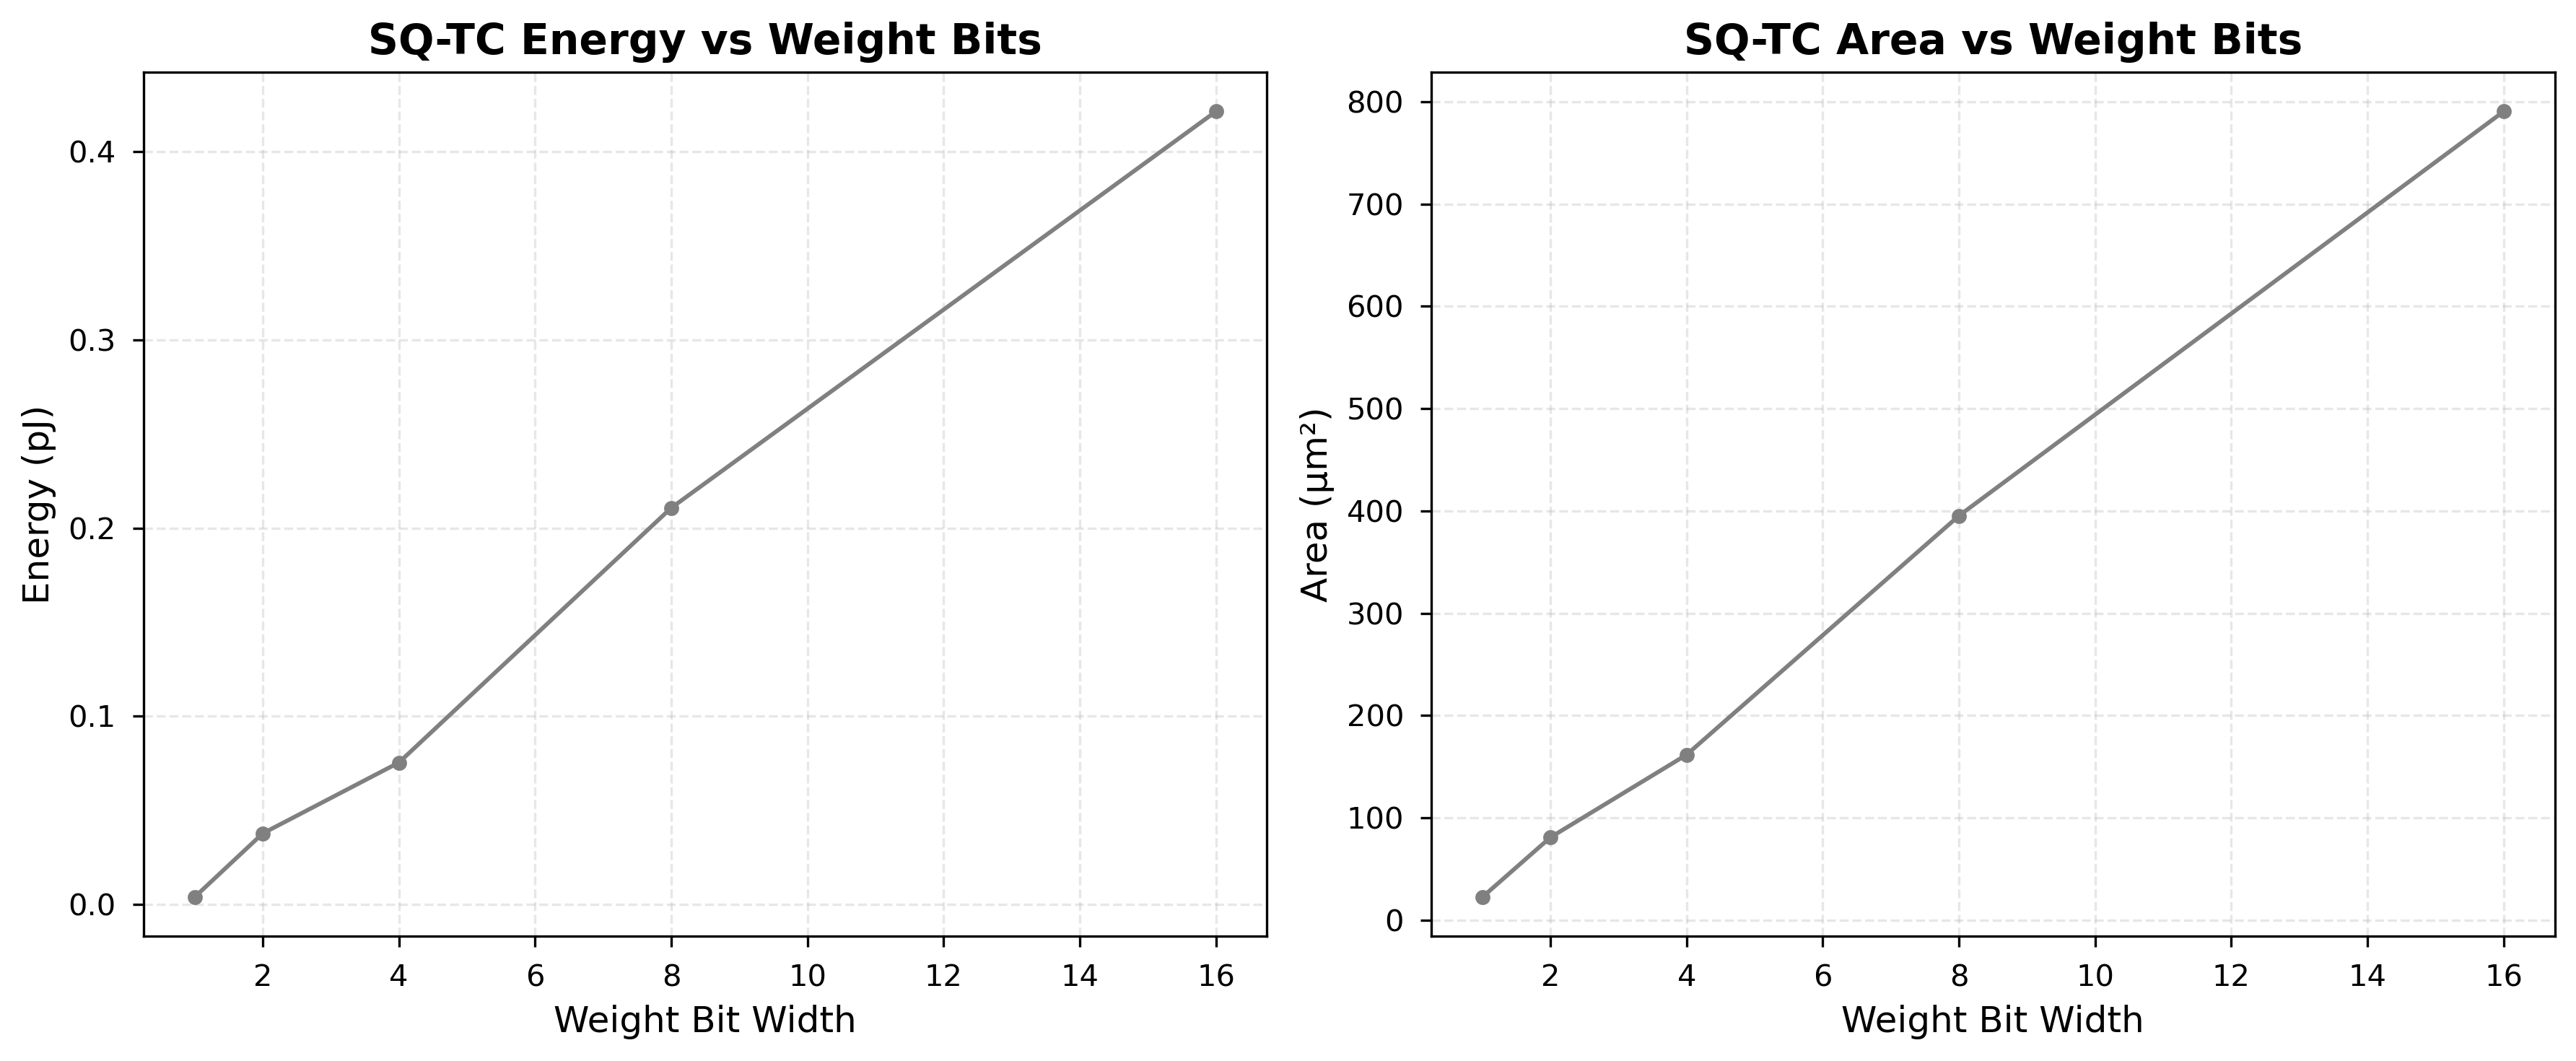 SQ-TC Energy vs Weight Bits
Energy (pJ)
0.4
0.3
0.2
0.1
0.0
2 4 6 8 10 12 14 16
Weight Bit Width
SQ-TC Area vs Weight Bits
Area (µm²)
800
700
600
500
400
300
200
100
0
2 4 6 8 10 12 14 16
Weight Bit Width